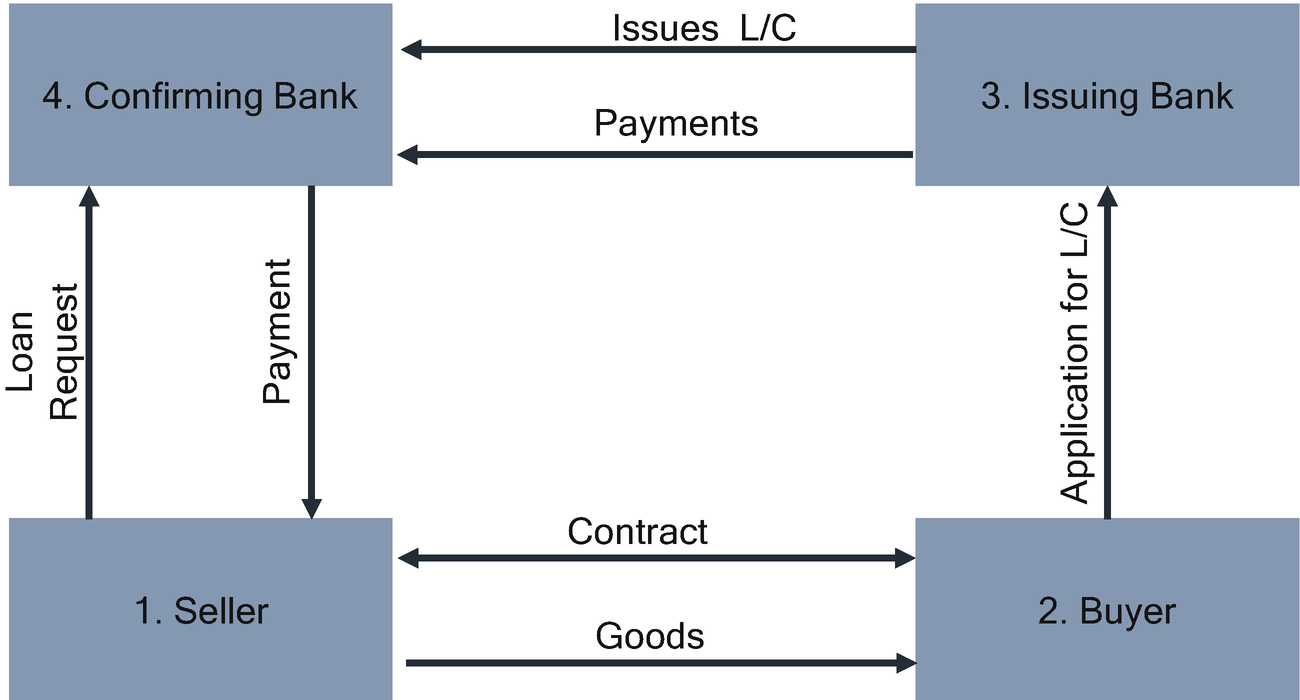 Issues L/C
4. Confirming Bank
3. Issuing Bank
Payments
Loan
Request
Payment
Application for L/C
Contract
1. Seller
2. Buyer
Goods